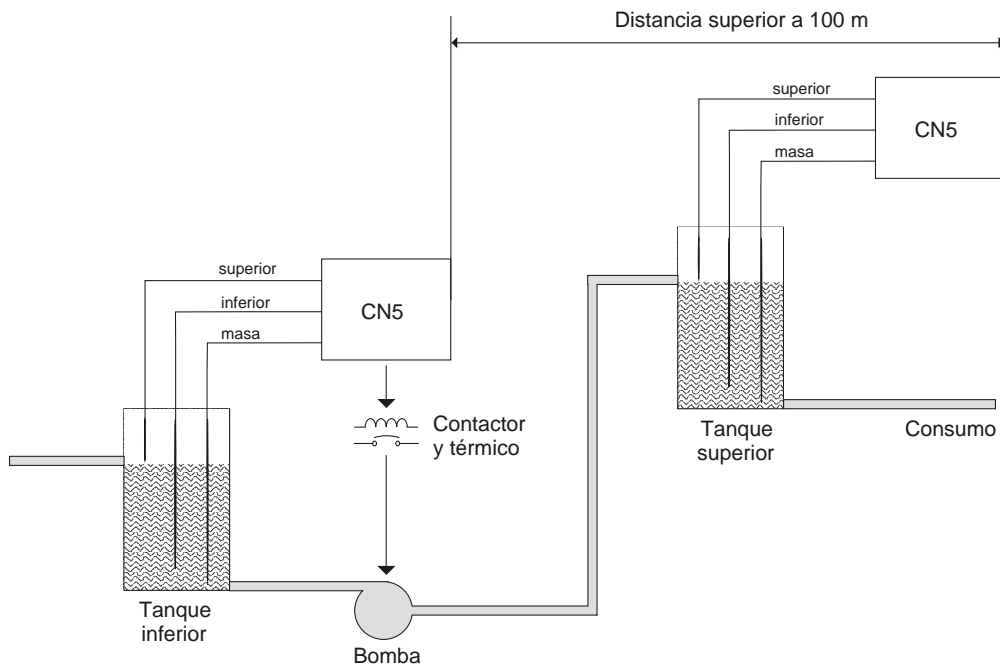 Distancia superior a 100 m
superior
inferior
masa
CN5
superior
inferior
masa
CN5
Contactor
y térmico
Tanque
superior
Consumo
Tanque
inferior
Bomba